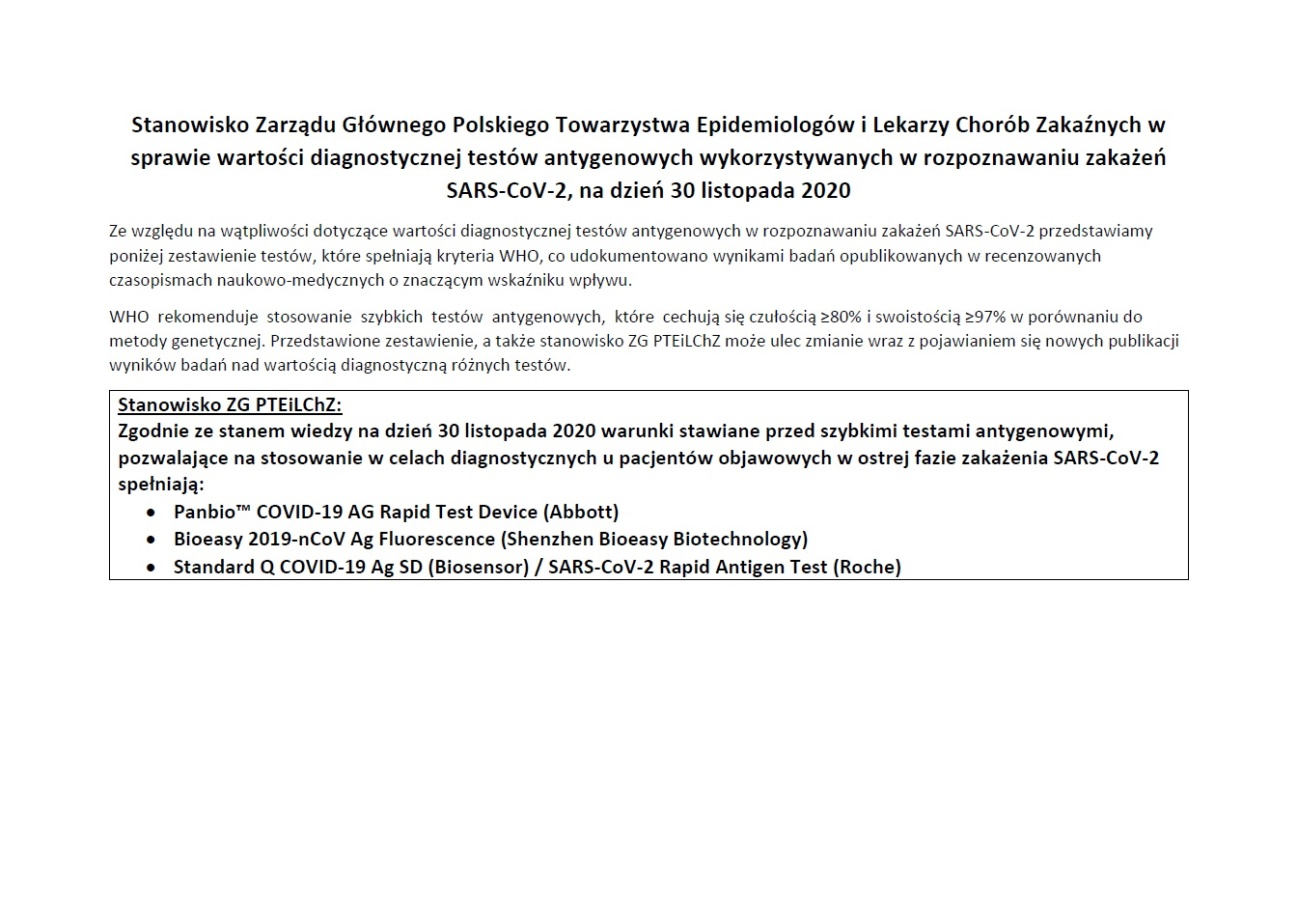 Stanowisko Zarządu Głównego Polskiego Towarzystwa Epidemiologów i Lekarzy Chorób Zakaźnych w
sprawie wartości diagnostycznej testów antygenowych wykorzystywanych w rozpoznawaniu zakażeń
SARS-CoV-2, na dzień 30 listopada 2020
Ze względu na wątpliwości dotyczące wartości diagnostycznej testów antygenowych w rozpoznawaniu zakażeń SARS-CoV-2 przedstawiamy
poniżej zestawienie testów, które spełniają kryteria WHO, co udokumentowano wynikami badań opublikowanych w recenzowanych
czasopismach naukowo-medycznych o znaczącym wskaźniku wpływu.
WHO rekomenduje stosowanie szybkich testów antygenowych, które cechują się czułością ≥80% i swoistością ≥97% w porównaniu do
metody genetycznej. Przedstawione zestawienie, a także stanowisko ZG PTEiLChZ może ulec zmianie wraz z pojawianiem się nowych publikacji
wyników badań nad wartością diagnostyczną różnych testów.
Stanowisko ZG PTEiLChZ:
Zgodnie ze stanem wiedzy na dzień 30 listopada 2020 warunki stawiane przed szybkimi testami antygenowymi,
pozwalające na stosowanie w celach diagnostycznych u pacjentów objawowych w ostrej fazie zakażenia SARS-CoV-2
spełniają:
• Panbio™ COVID-19 AG Rapid Test Device (Abbott)
• Bioeasy 2019-nCoV Ag Fluorescence (Shenzhen Bioeasy Biotechnology)
• Standard Q COVID-19 Ag SD (Biosensor) / SARS-CoV-2 Rapid Antigen Test (Roche)